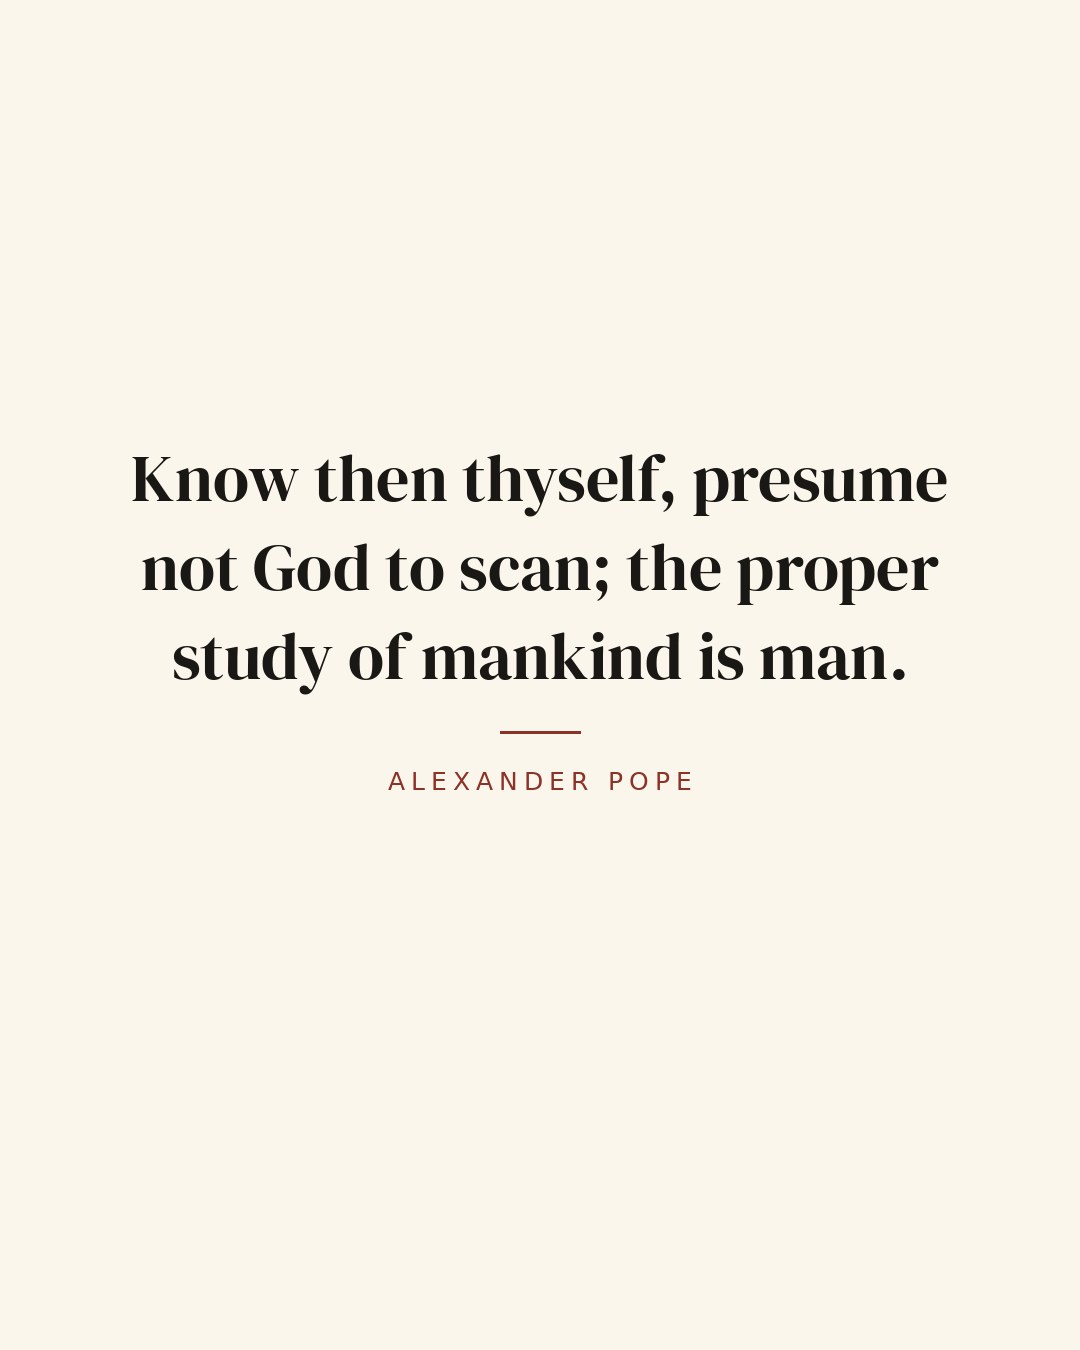 Know then thyself, presume
not God to scan; the proper
study of mankind is man.
ALEXANDER POPE